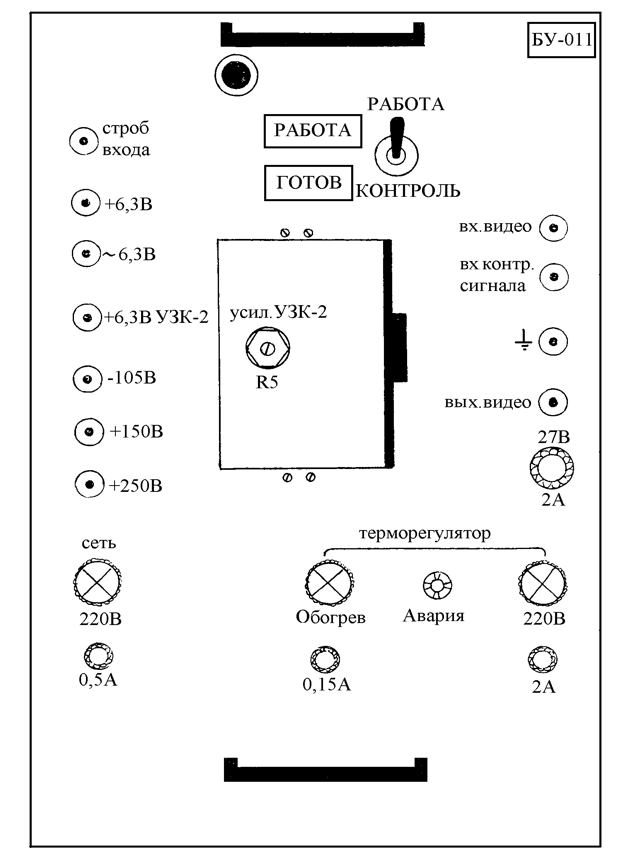 БУ-011
РАБОТА
РАБОТА
ГОТОВ
КОНТРОЛЬ
строб
входа
+6,3В
~6,3В
+6,3В УЗК-2
-105В
+150В
+250В
усил.УЗК-2
R5
вх.видео
вх контр.
сигнала
вых.видео
27В
2А
терморегулятор
сеть
220В
0,5А
Обогрев
0,15А
Авария
220В
2А